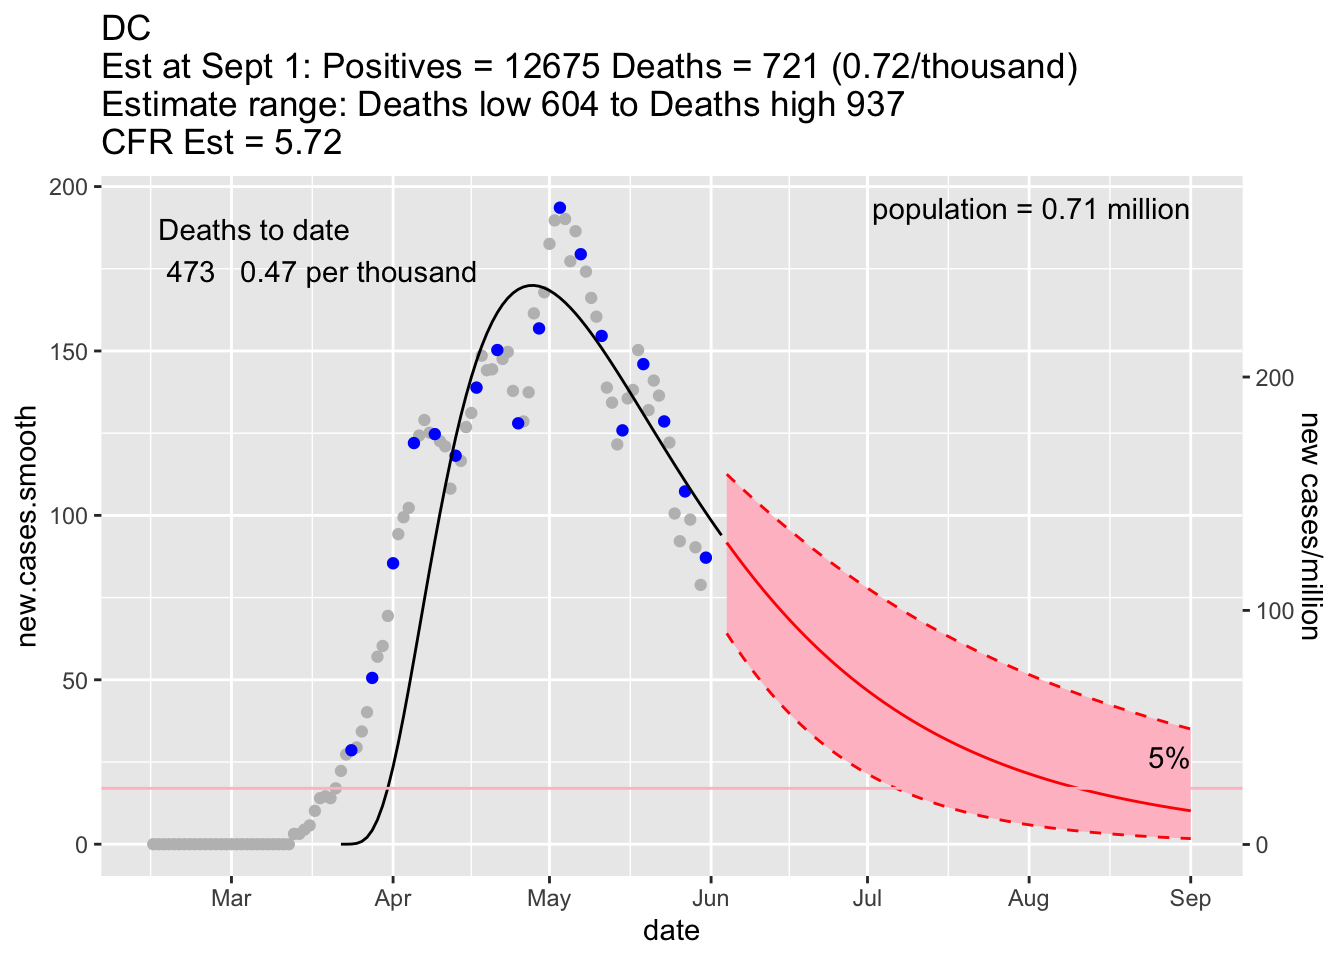 DC
Est at Sept 1: Positives = 12675 Deaths = 721 (0.72/thousand)
Estimate range: Deaths low 604 to Deaths high 937
CFR Est = 5.72
Deaths to date
473 0.47 per thousand
population = 0.71 million
200
150
100
50
0
new.cases.smooth
200
100
0
new cases/million
5%
Mar Apr May Jun Jul Aug Sep
date